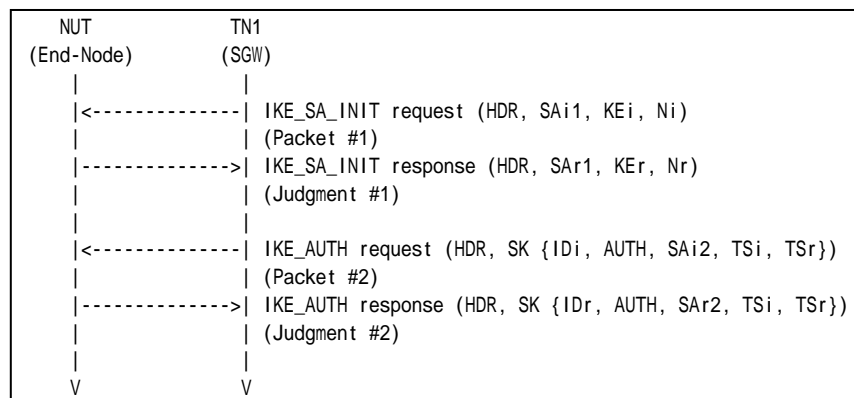 NUT TN1
(End-Node) (SGW)
| |
|<--------------| IKE_SA_INIT request (HDR, SAi1, KEi, Ni)
| | (Packet #1)
|-------------->| IKE_SA_INIT response (HDR, SAr1, KEr, Nr)
| | (Judgment #1)
| |
|<--------------| IKE_AUTH request (HDR, SK {IDi, AUTH, SAi2, TSi, TSr})
| | (Packet #2)
|-------------->| IKE_AUTH response (HDR, SK {IDr, AUTH, SAr2, TSi, TSr})
| | (Judgment #2)
| |
V V